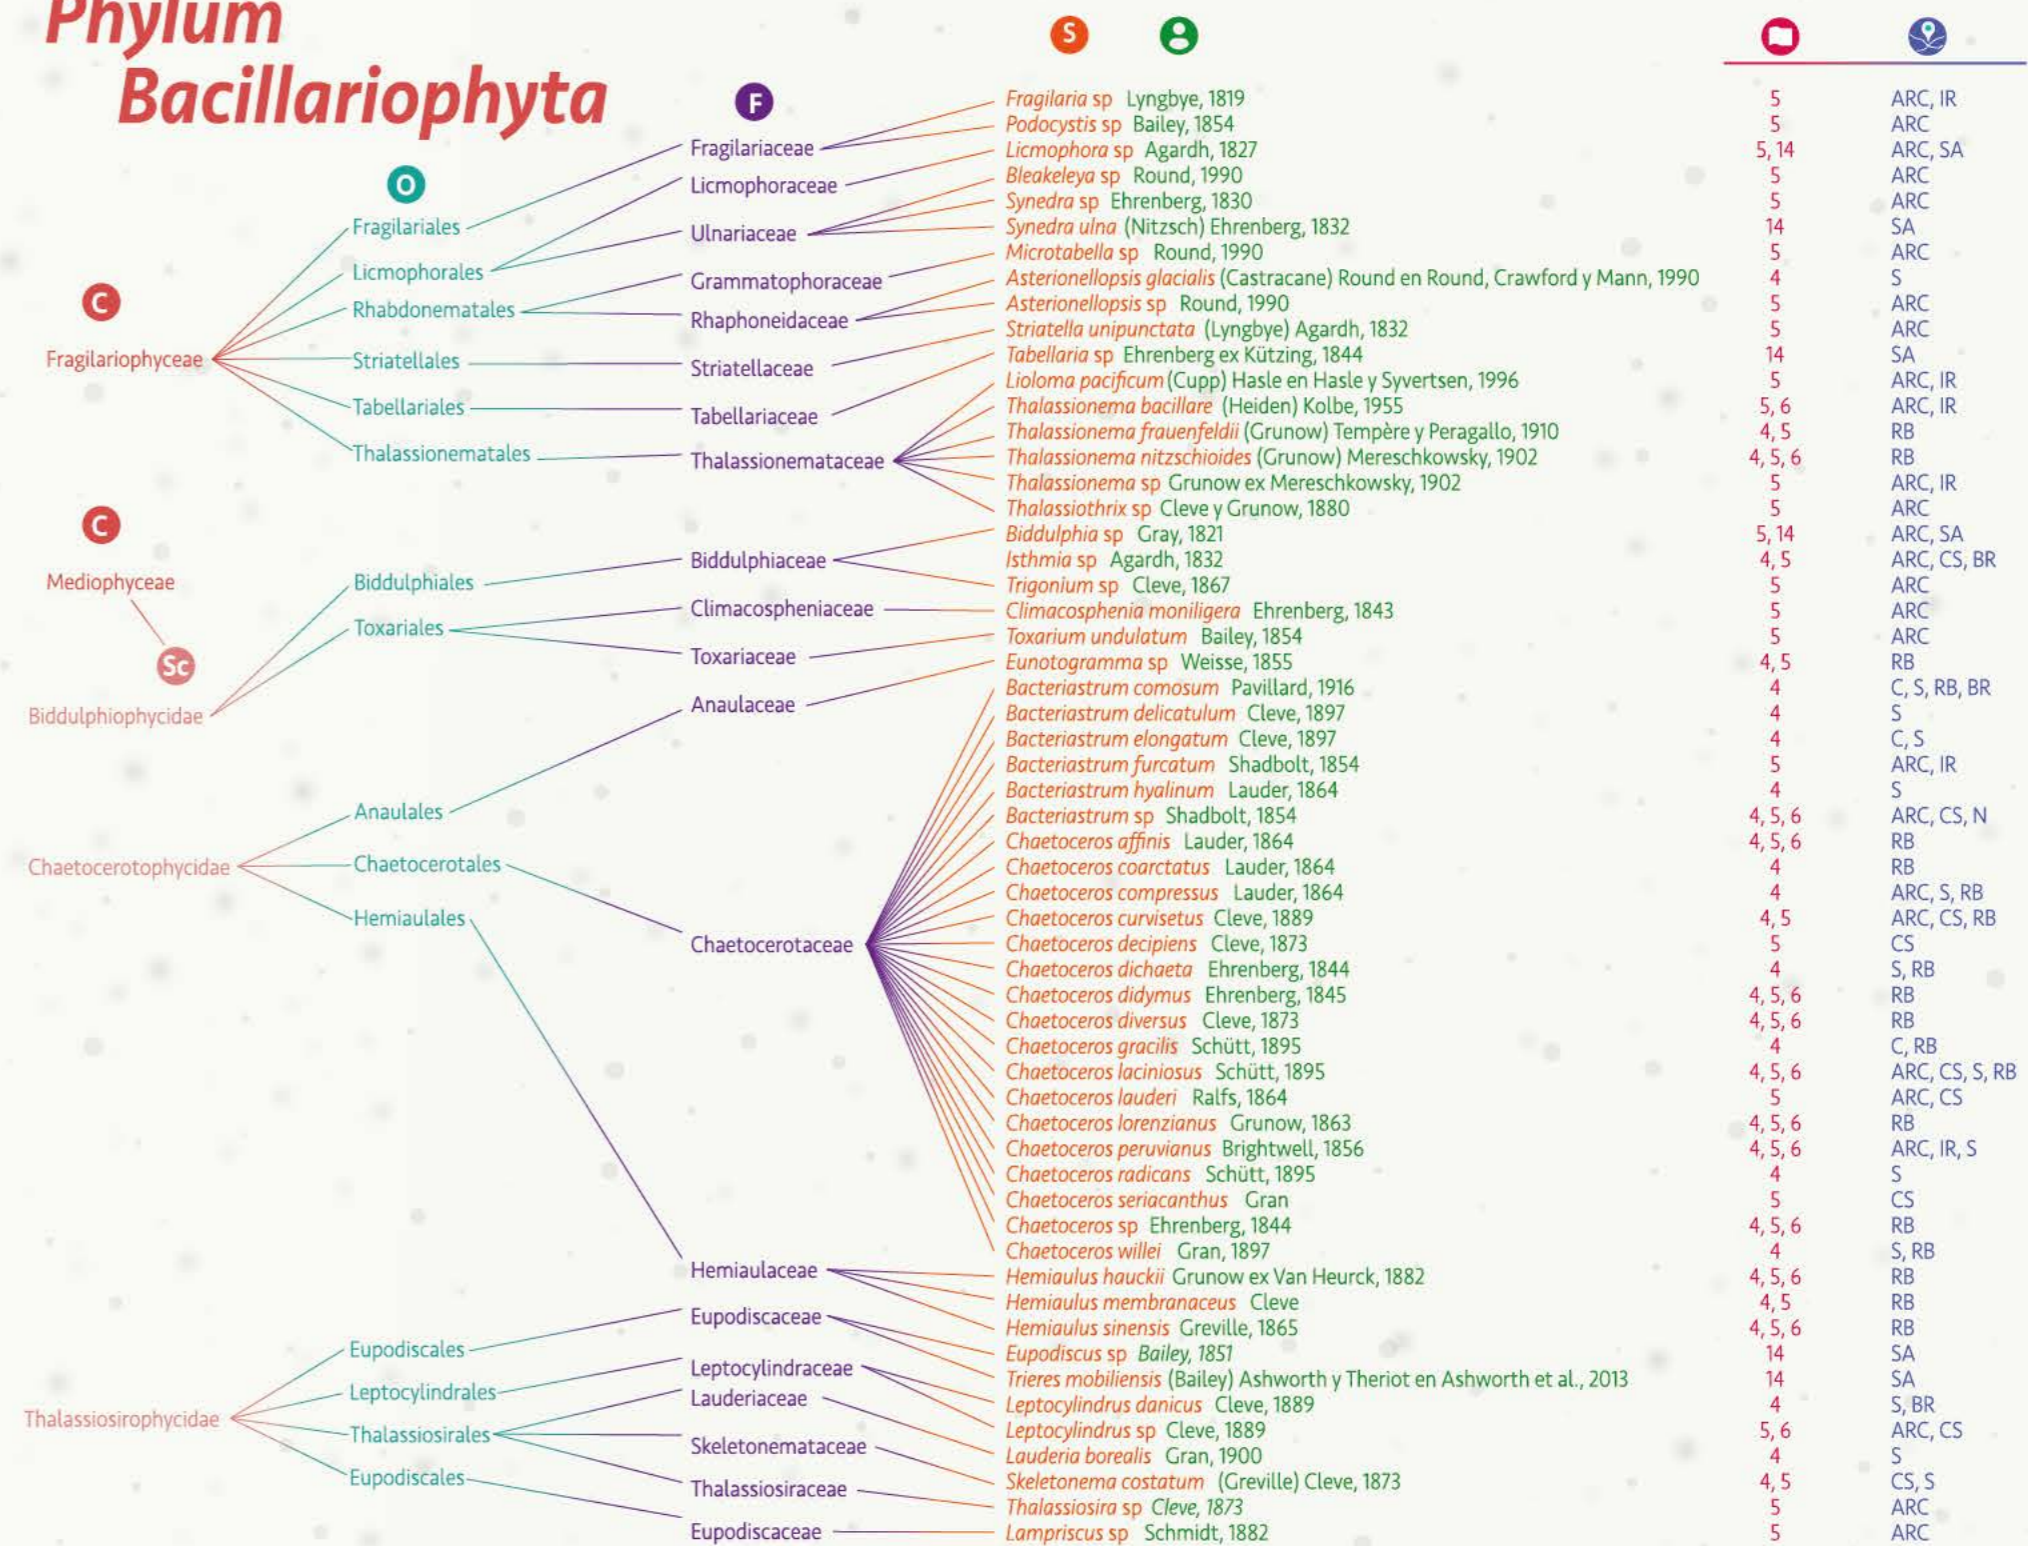 Phylum
Bacillariophyta
S
F
O
C
Fragilariophyceae
Fragilariales
Licmophorales
Rhabdonematales
Striatellales
Tabellariales
Thalassionematales
Fragilariaceae
Licmophoraceae
Ulnariaceae
Grammatophoraceae
Rhaphoneidaceae
Striatellaceae
Tabellariaceae
Thalassionemataceae
Fragilaria sp Lyngbye, 1819 5 ARC, IR
Podocystis sp Bailey, 1854 5 ARC
Licmophora sp Agardh, 1827 5, 14 ARC, SA
Bleakeleya sp Round, 1990 5 ARC
Synedra sp Ehrenberg, 1830 5 ARC
Synedra ulna (Nitzsch) Ehrenberg, 1832 14 SA
Microtabella sp Round, 1990 5 ARC
Asterionellopsis glacialis (Castracane) Round en Round, Crawford y Mann, 1990 4 S
Asterionellopsis sp Round, 1990 5 ARC
Striatella unipunctata (Lyngbye) Agardh, 1832 5 ARC
Tabellaria sp Ehrenberg ex Kützing, 1844 14 SA
Lioloma pacificum (Cupp) Hasle en Hasle y Syvertsen, 1996 5 ARC, IR
Thalassionema bacillare (Heiden) Kolbe, 1955 5, 6 ARC, IR
Thalassionema frauenfeldii (Grunow) Tempère y Peragallo, 1910 4, 5 RB
Thalassionema nitzschioides (Grunow) Mereschkowsky, 1902 4, 5, 6 RB
Thalassionema sp Grunow ex Mereschkowsky, 1902 5 ARC, IR
Thalassiothrix sp Cleve y Grunow, 1880 5 ARC
C
Mediophyceae
Sc
Biddulphiophycidae
Biddulphiales
Toxariales
Biddulphiaceae
Climacospheniaceae
Toxariaceae
Biddulphia sp Gray, 1821 5, 14 ARC, SA
Isthmia sp Agardh, 1832 4, 5 ARC, CS, BR
Trigonium sp Cleve, 1867 5 ARC
Climacosphenia moniligera Ehrenberg, 1843 5 ARC
Toxarium undulatum Bailey, 1854 5 ARC
Chaetocerotophycidae
Anaulales
Chaetocerotales
Hemiaulales
Anaulaceae
Chaetocerotaceae
Hemiaulaceae
Eunotogramma sp Weisse, 1855 4, 5 RB
Bacteriastrum comosum Pavillard, 1916 4 C, S, RB, BR
Bacteriastrum delicatulum Cleve, 1897 4 S
Bacteriastrum elongatum Cleve, 1897 4 C, S
Bacteriastrum furcatum Shadbolt, 1854 5 ARC, IR
Bacteriastrum hyalinum Lauder, 1864 4 S
Bacteriastrum sp Shadbolt, 1854 4, 5, 6 ARC, CS, N
Chaetoceros affinis Lauder, 1864 4, 5, 6 RB
Chaetoceros coarctatus Lauder, 1864 4 RB
Chaetoceros compressus Lauder, 1864 4 ARC, S, RB
Chaetoceros curvisetus Cleve, 1889 4, 5 ARC, CS, RB
Chaetoceros decipiens Cleve, 1873 5 CS
Chaetoceros dichaeta Ehrenberg, 1844 4 S, RB
Chaetoceros didymus Ehrenberg, 1845 4, 5, 6 RB
Chaetoceros diversus Cleve, 1873 4, 5, 6 RB
Chaetoceros gracilis Schütt, 1895 4 C, RB
Chaetoceros laciniosus Schütt, 1895 4, 5, 6 ARC, CS, S, RB
Chaetoceros lauderi Ralfs, 1864 5 ARC, CS
Chaetoceros lorenzianus Grunow, 1863 4, 5, 6 RB
Chaetoceros peruvianus Brightwell, 1856 4, 5, 6 ARC, IR, S
Chaetoceros radicans Schütt, 1895 4 S
Chaetoceros seriacanthus Gran 5 CS
Chaetoceros sp Ehrenberg, 1844 4, 5, 6 RB
Chaetoceros willei Gran, 1897 4 S, RB
Hemiaulus hauckii Grunow ex Van Heurck, 1882 4, 5, 6 RB
Hemiaulus membranaceus Cleve 4, 5 RB
Hemiaulus sinensis Greville, 1865 4, 5, 6 RB
Thalassiosirophycidae
Eupodiscales
Leptocylindrales
Thalassiosirales
Eupodiscales
Eupodiscaceae
Leptocylindraceae
Lauderiaceae
Skeletonemataceae
Thalassiosiraceae
Eupodiscaceae
Eupodiscus sp Bailey, 1851 14 SA
Trieres mobiliensis (Bailey) Ashworth y Theriot en Ashworth et al., 2013 14 SA
Leptocylindrus danicus Cleve, 1889 4 S, BR
Leptocylindrus sp Cleve, 1889 5, 6 ARC, CS
Lauderia borealis Gran, 1900 4 S
Skeletonema costatum (Greville) Cleve, 1873 4, 5 CS, S
Thalassiosira sp Cleve, 1873 5 ARC
Lampriscus sp Schmidt, 1882 5 ARC